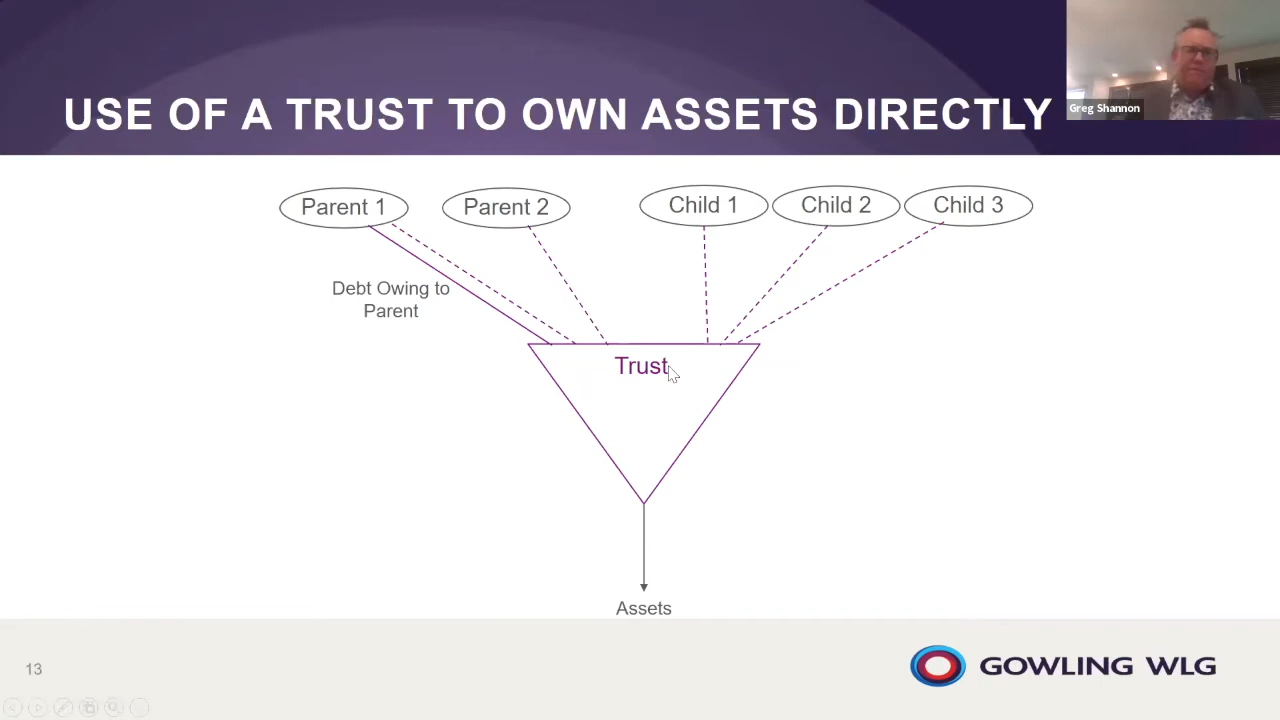 USE OF A TRUST TO OWN ASSETS DIRECTLY
Greg Shannon
Parent 1
Parent 2
Child 1
Child 2
Child 3
Debt Owing to
Parent
Trust
Assets
13
GOWLING WLG